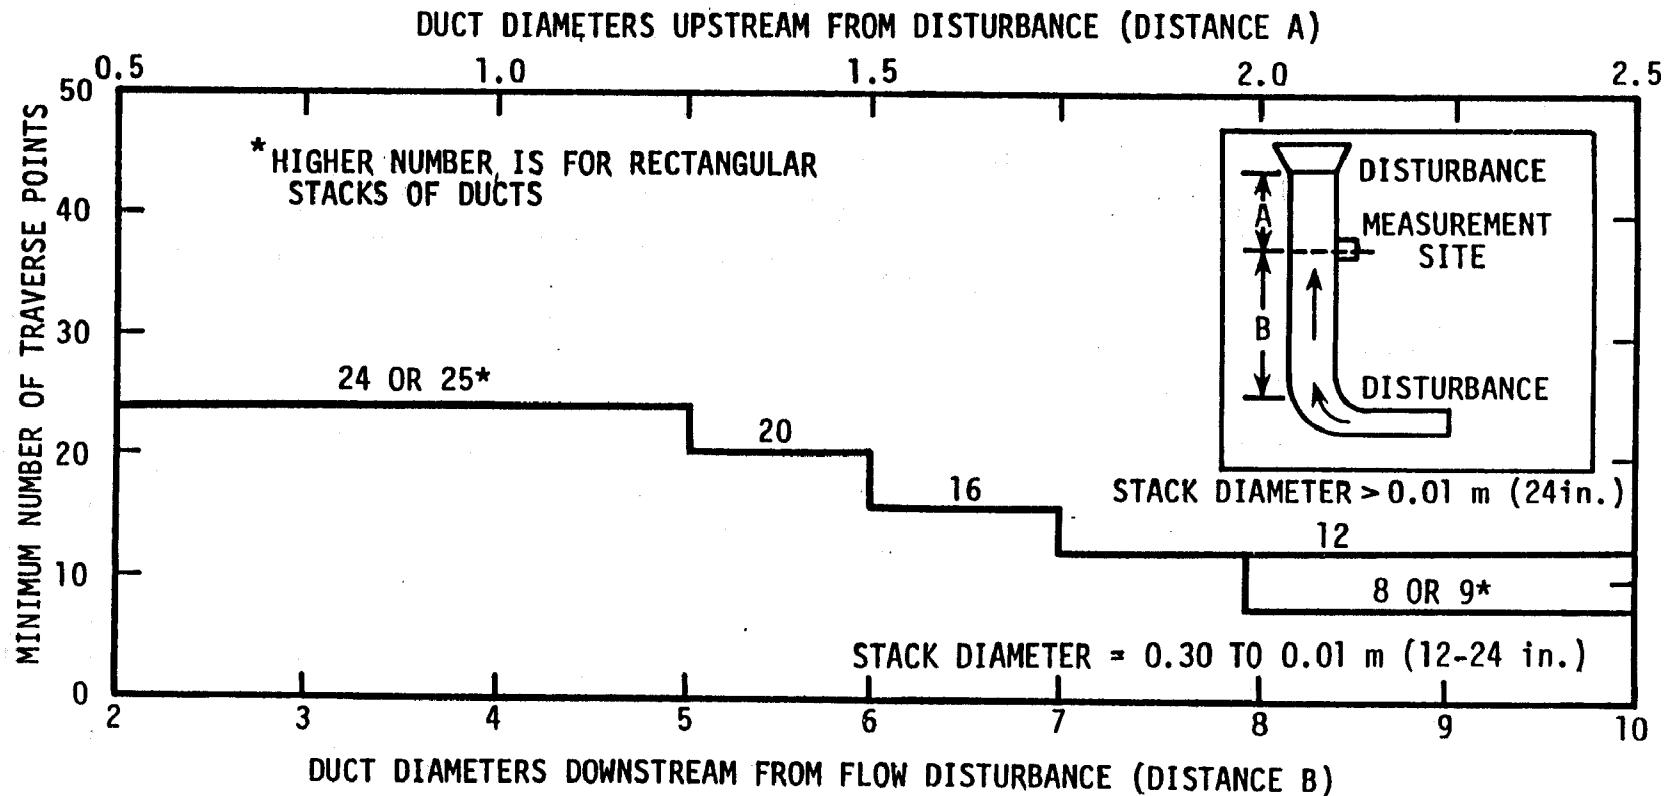 DUCT DIAMETERS UPSTREAM FROM DISTURBANCE (DISTANCE A)
0.5 1.0 1.5 2.0 2.5
50
40
30
20
10
0
MINIMUM NUMBER OF TRAVERSE POINTS
*HIGHER NUMBER IS FOR RECTANGULAR
STACKS OF DUCTS
DISTURBANCE
A
MEASUREMENT
SITE
B
DISTURBANCE
24 OR 25*
20
16
STACK DIAMETER > 0.01 m (24in.)
12
8 OR 9*
STACK DIAMETER = 0.30 TO 0.01 m (12-24 in.)
2 3 4 5 6 7 8 9 10
DUCT DIAMETERS DOWNSTREAM FROM FLOW DISTURBANCE (DISTANCE B)